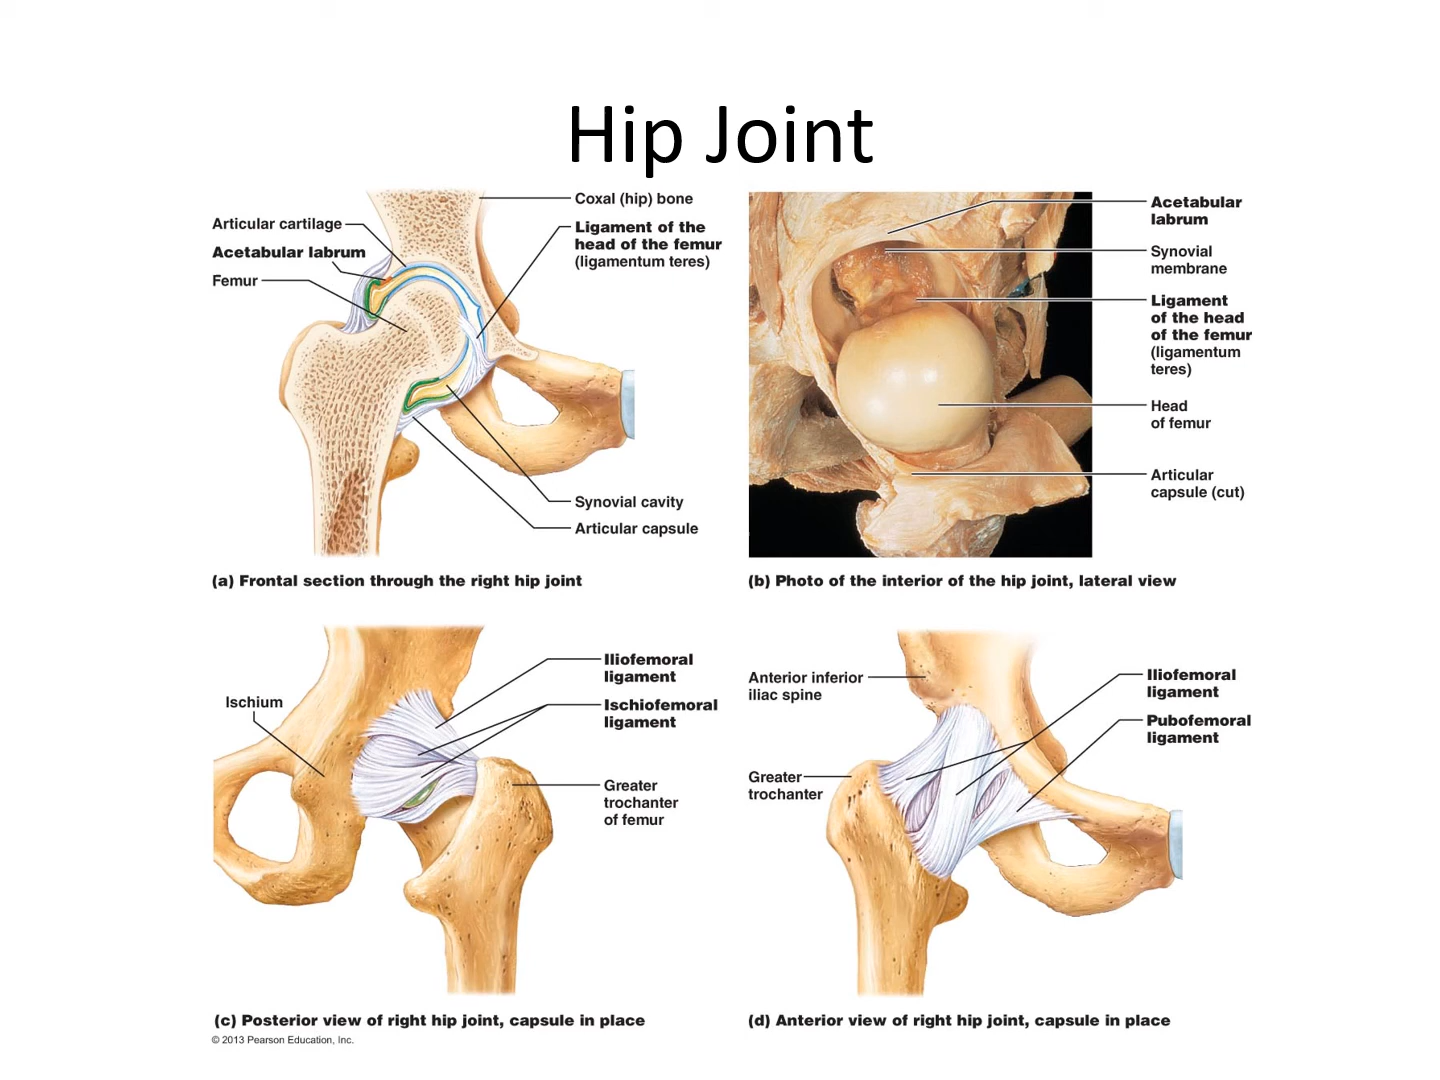 Hip Joint
Coxal (hip) bone
Articular cartilage
Ligament of the
head of the femur
(ligamentum teres)
Acetabular labrum
Femur
Synovial cavity
Articular capsule
(a) Frontal section through the right hip joint
Acetabular
labrum
Synovial
membrane
Ligament
of the head
of the femur
(ligamentum
teres)
Head
of femur
Articular
capsule (cut)
(b) Photo of the interior of the hip joint, lateral view
Iliofemoral
ligament
Ischium
Ischiofemoral
ligament
Greater
trochanter
of femur
(c) Posterior view of right hip joint, capsule in place
© 2013 Pearson Education, Inc.
Anterior inferior
iliac spine
Iliofemoral
ligament
Pubofemoral
ligament
Greater
trochanter
(d) Anterior view of right hip joint, capsule in place